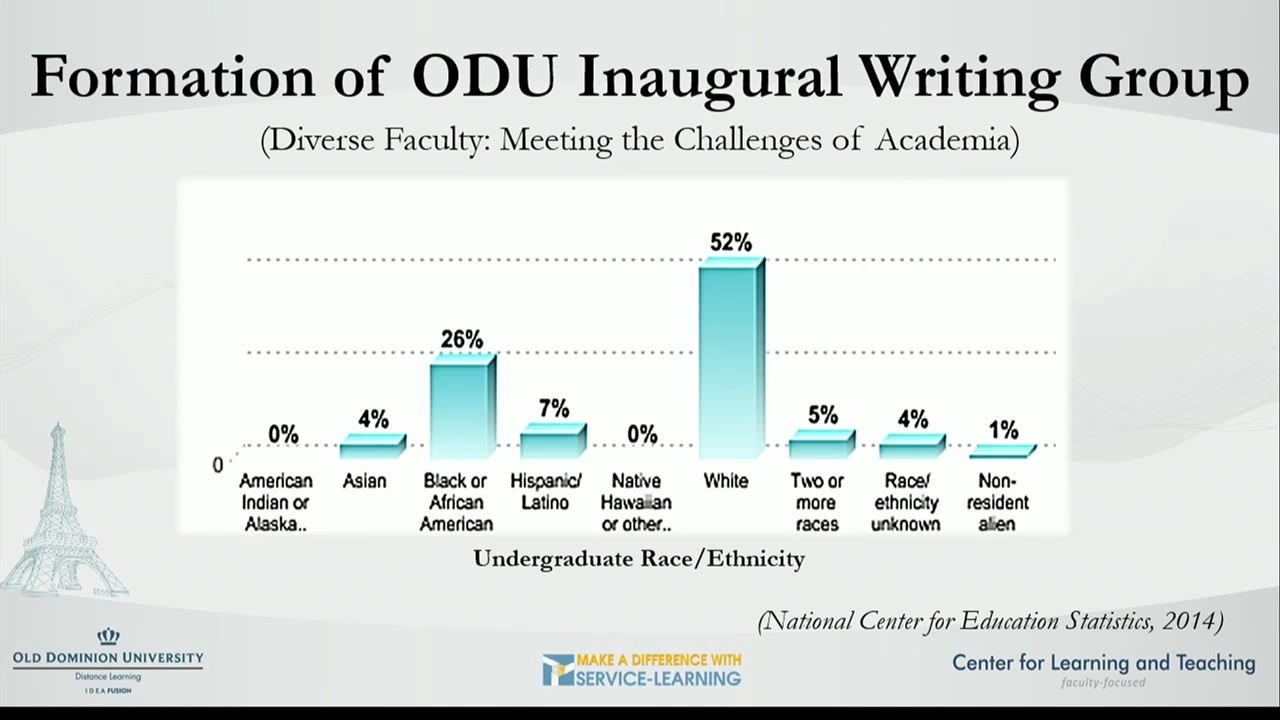 Formation of ODU Inaugural Writing Group
(Diverse Faculty: Meeting the Challenges of Academia)
52%
26%
7%
5%
4%
4%
1%
0%
0%
0
American Indian or Alaska..
Asian
Black or African American
Hispanic/ Latino
Native Hawaiian or other..
White
Two or more races
Race/ ethnicity unknown
Non-resident alien
Undergraduate Race/Ethnicity
(National Center for Education Statistics, 2014)
OLD DOMINION UNIVERSITY
Distance Learning
IDEA FUSION
MAKE A DIFFERENCE WITH
SERVICE-LEARNING
Center for Learning and Teaching
faculty-focused